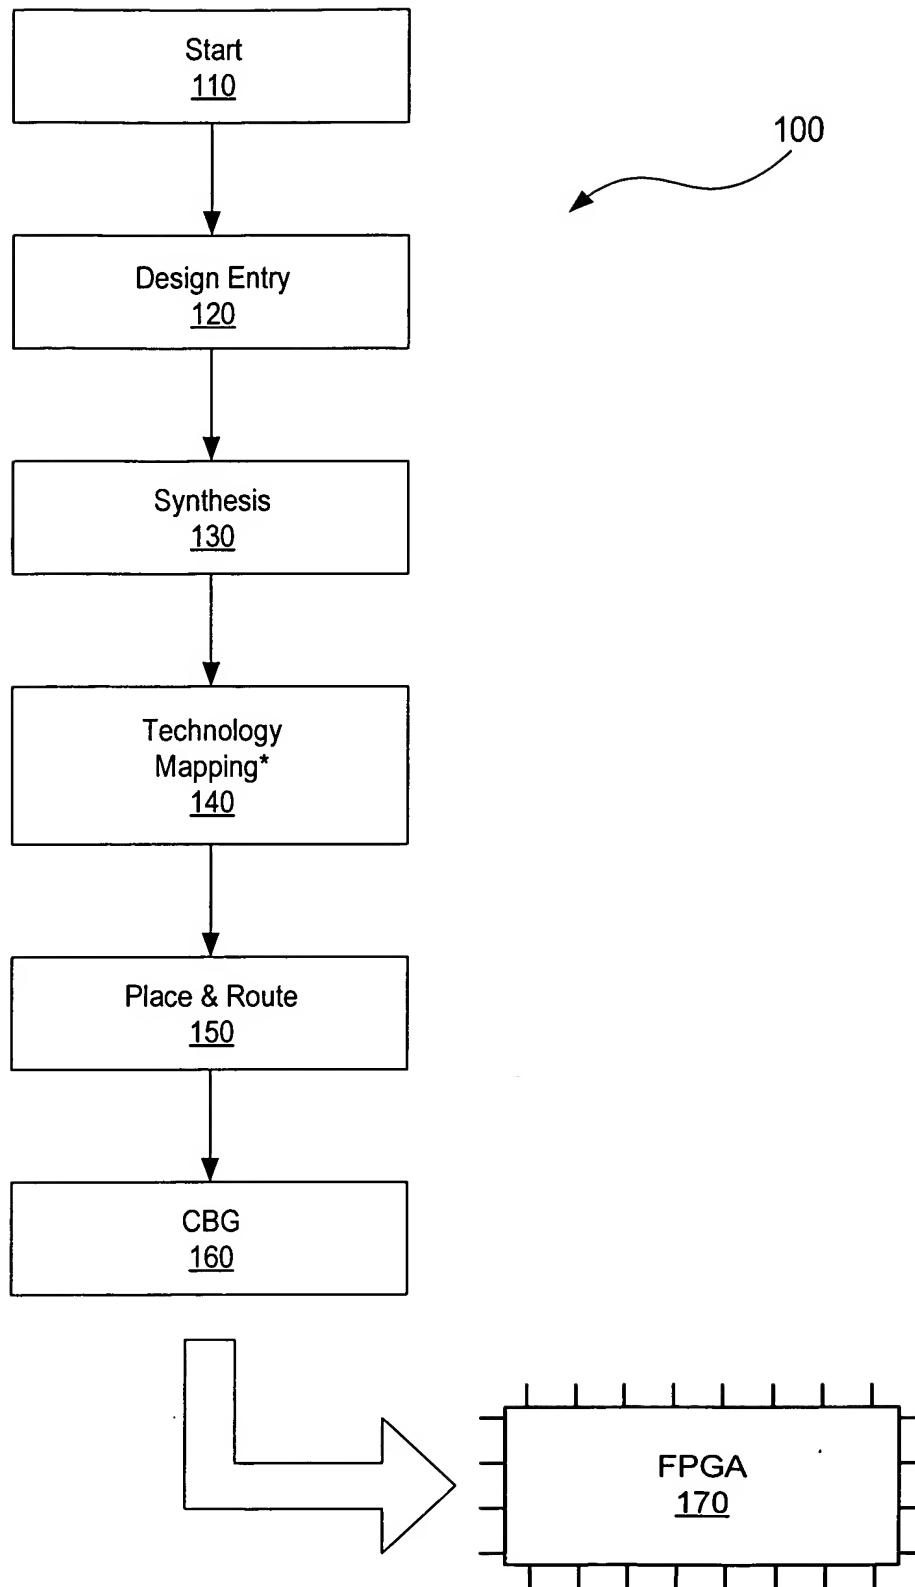 Start
110
100
Design Entry
120
Synthesis
130
Technology
Mapping*
140
Place & Route
150
CBG
160
FPGA
170